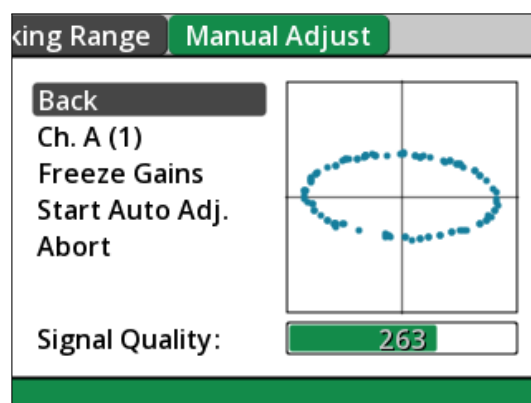 king Range Manual Adjust
Back
Ch. A (1)
Freeze Gains
Start Auto Adj.
Abort
Signal Quality: 263